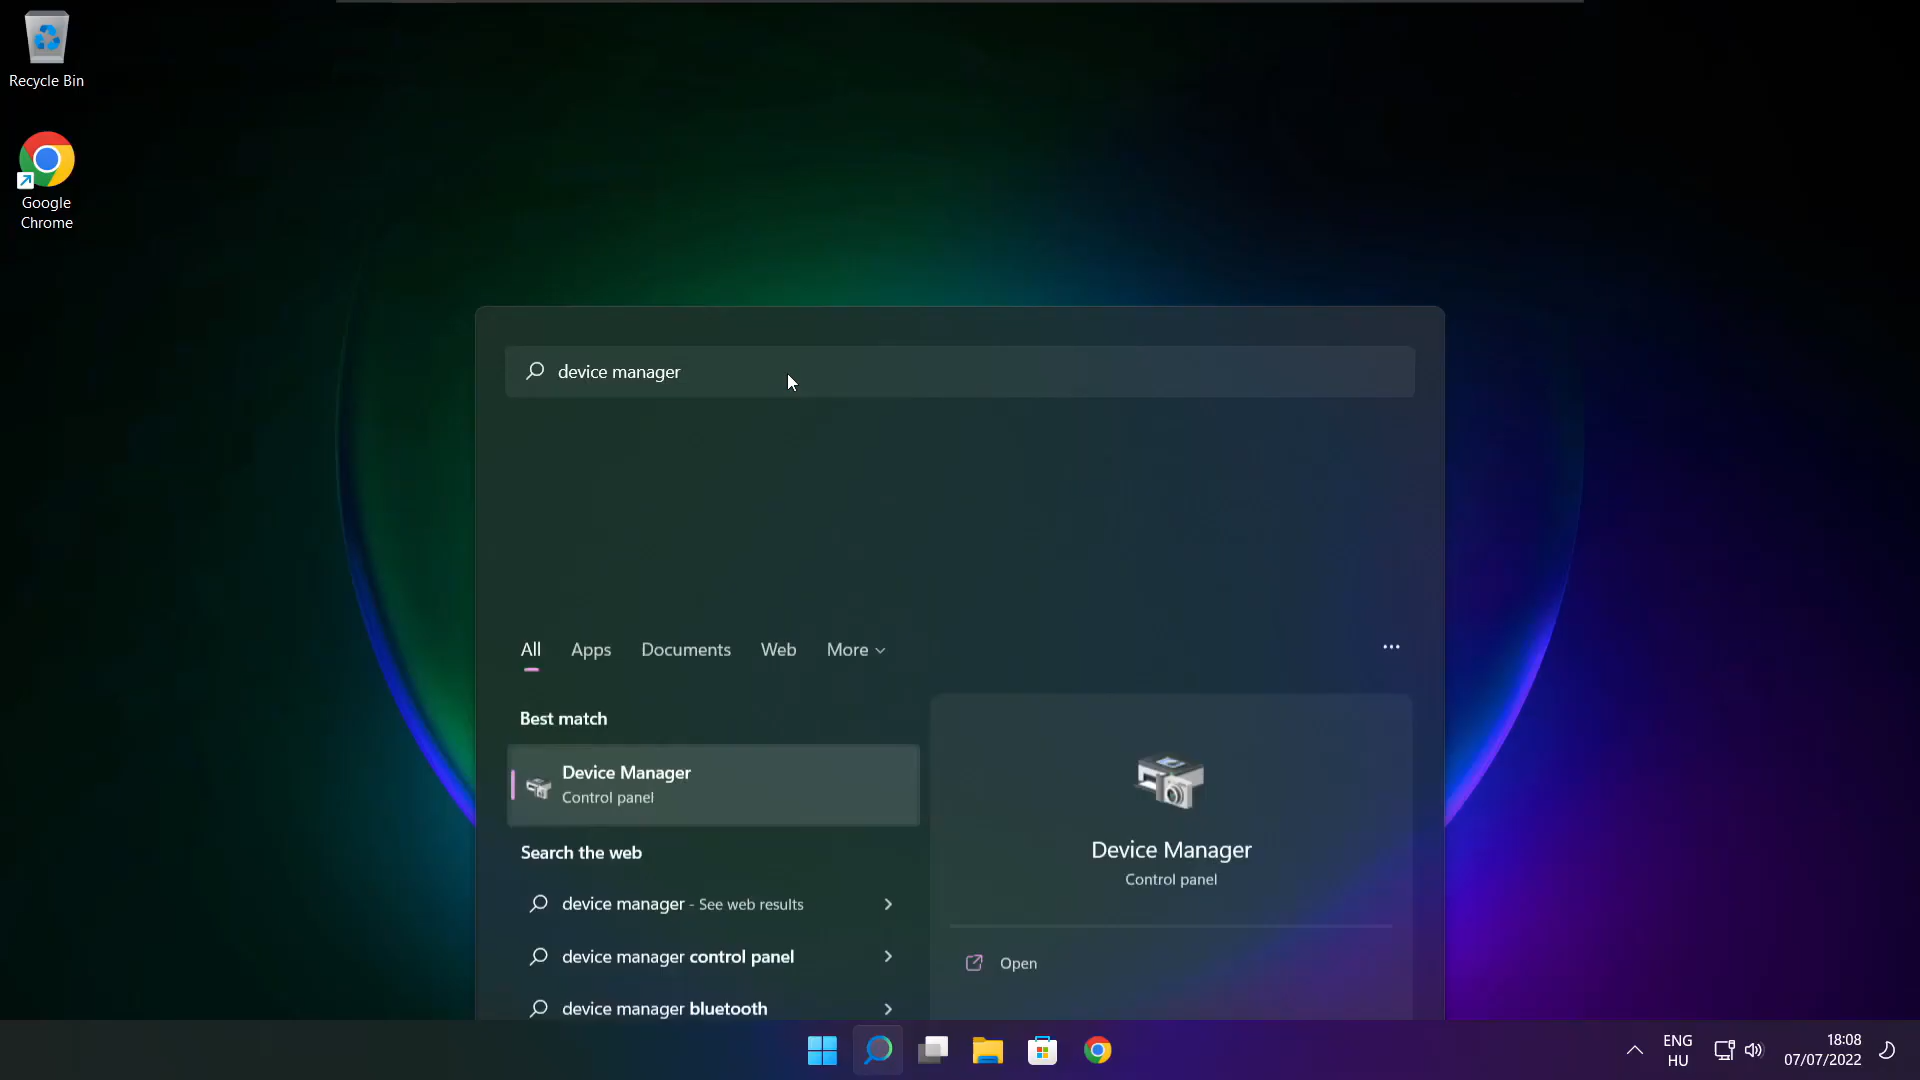 Recycle Bin
Google
Chrome
device manager
All Apps Documents Web More
Best match
Device Manager
Control panel
Search the web
device manager - See web results
device manager control panel
device manager bluetooth
Device Manager
Control panel
Open
ENG
HU
18:08
07/07/2022